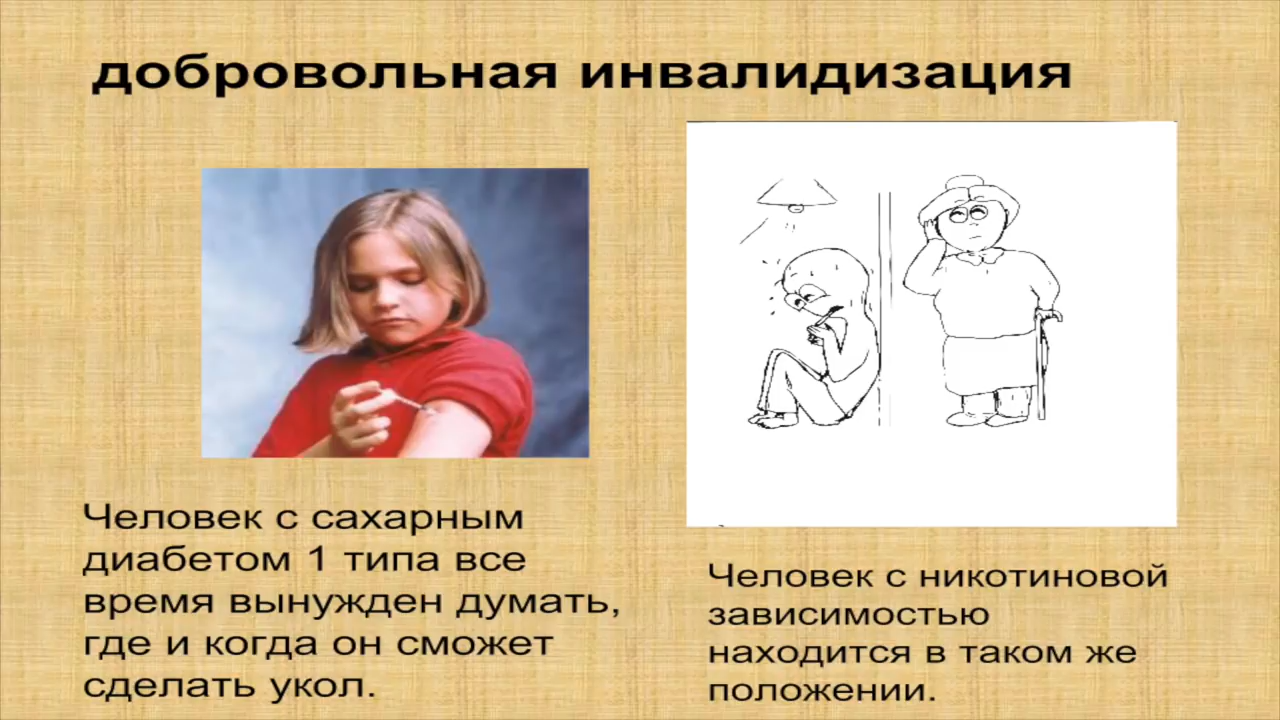 добровольная инвалидизация
Человек с сахарным
диабетом 1 типа все
время вынужден думать,
где и когда он сможет
сделать укол.
Человек с никотиновой
зависимостью
находится в таком же
положении.